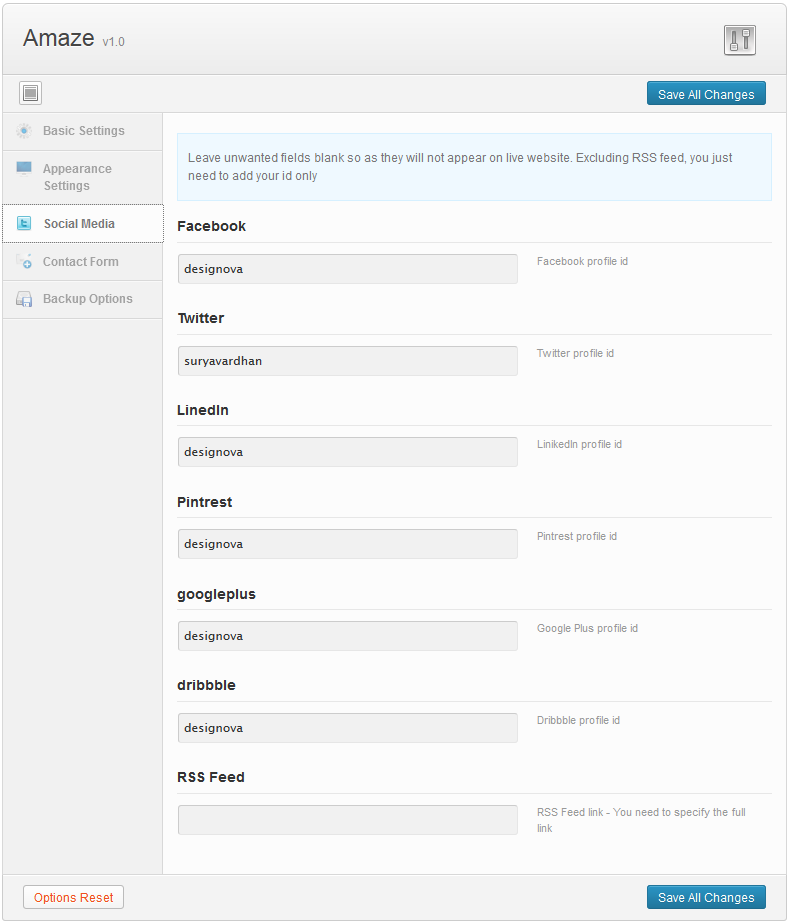 Amaze v1.0
Save All Changes
Basic Settings
Appearance
Settings
Social Media
Contact Form
Backup Options
Leave unwanted fields blank so as they will not appear on live website. Excluding RSS feed, you just
need to add your id only
Facebook
designova
Facebook profile id
Twitter
suryavardhan
Twitter profile id
LinedIn
designova
LinikedIn profile id
Pintrest
designova
Pintrest profile id
googleplus
designova
Google Plus profile id
dribbble
designova
Dribbble profile id
RSS Feed
RSS Feed link - You need to specify the full
link
Options Reset
Save All Changes